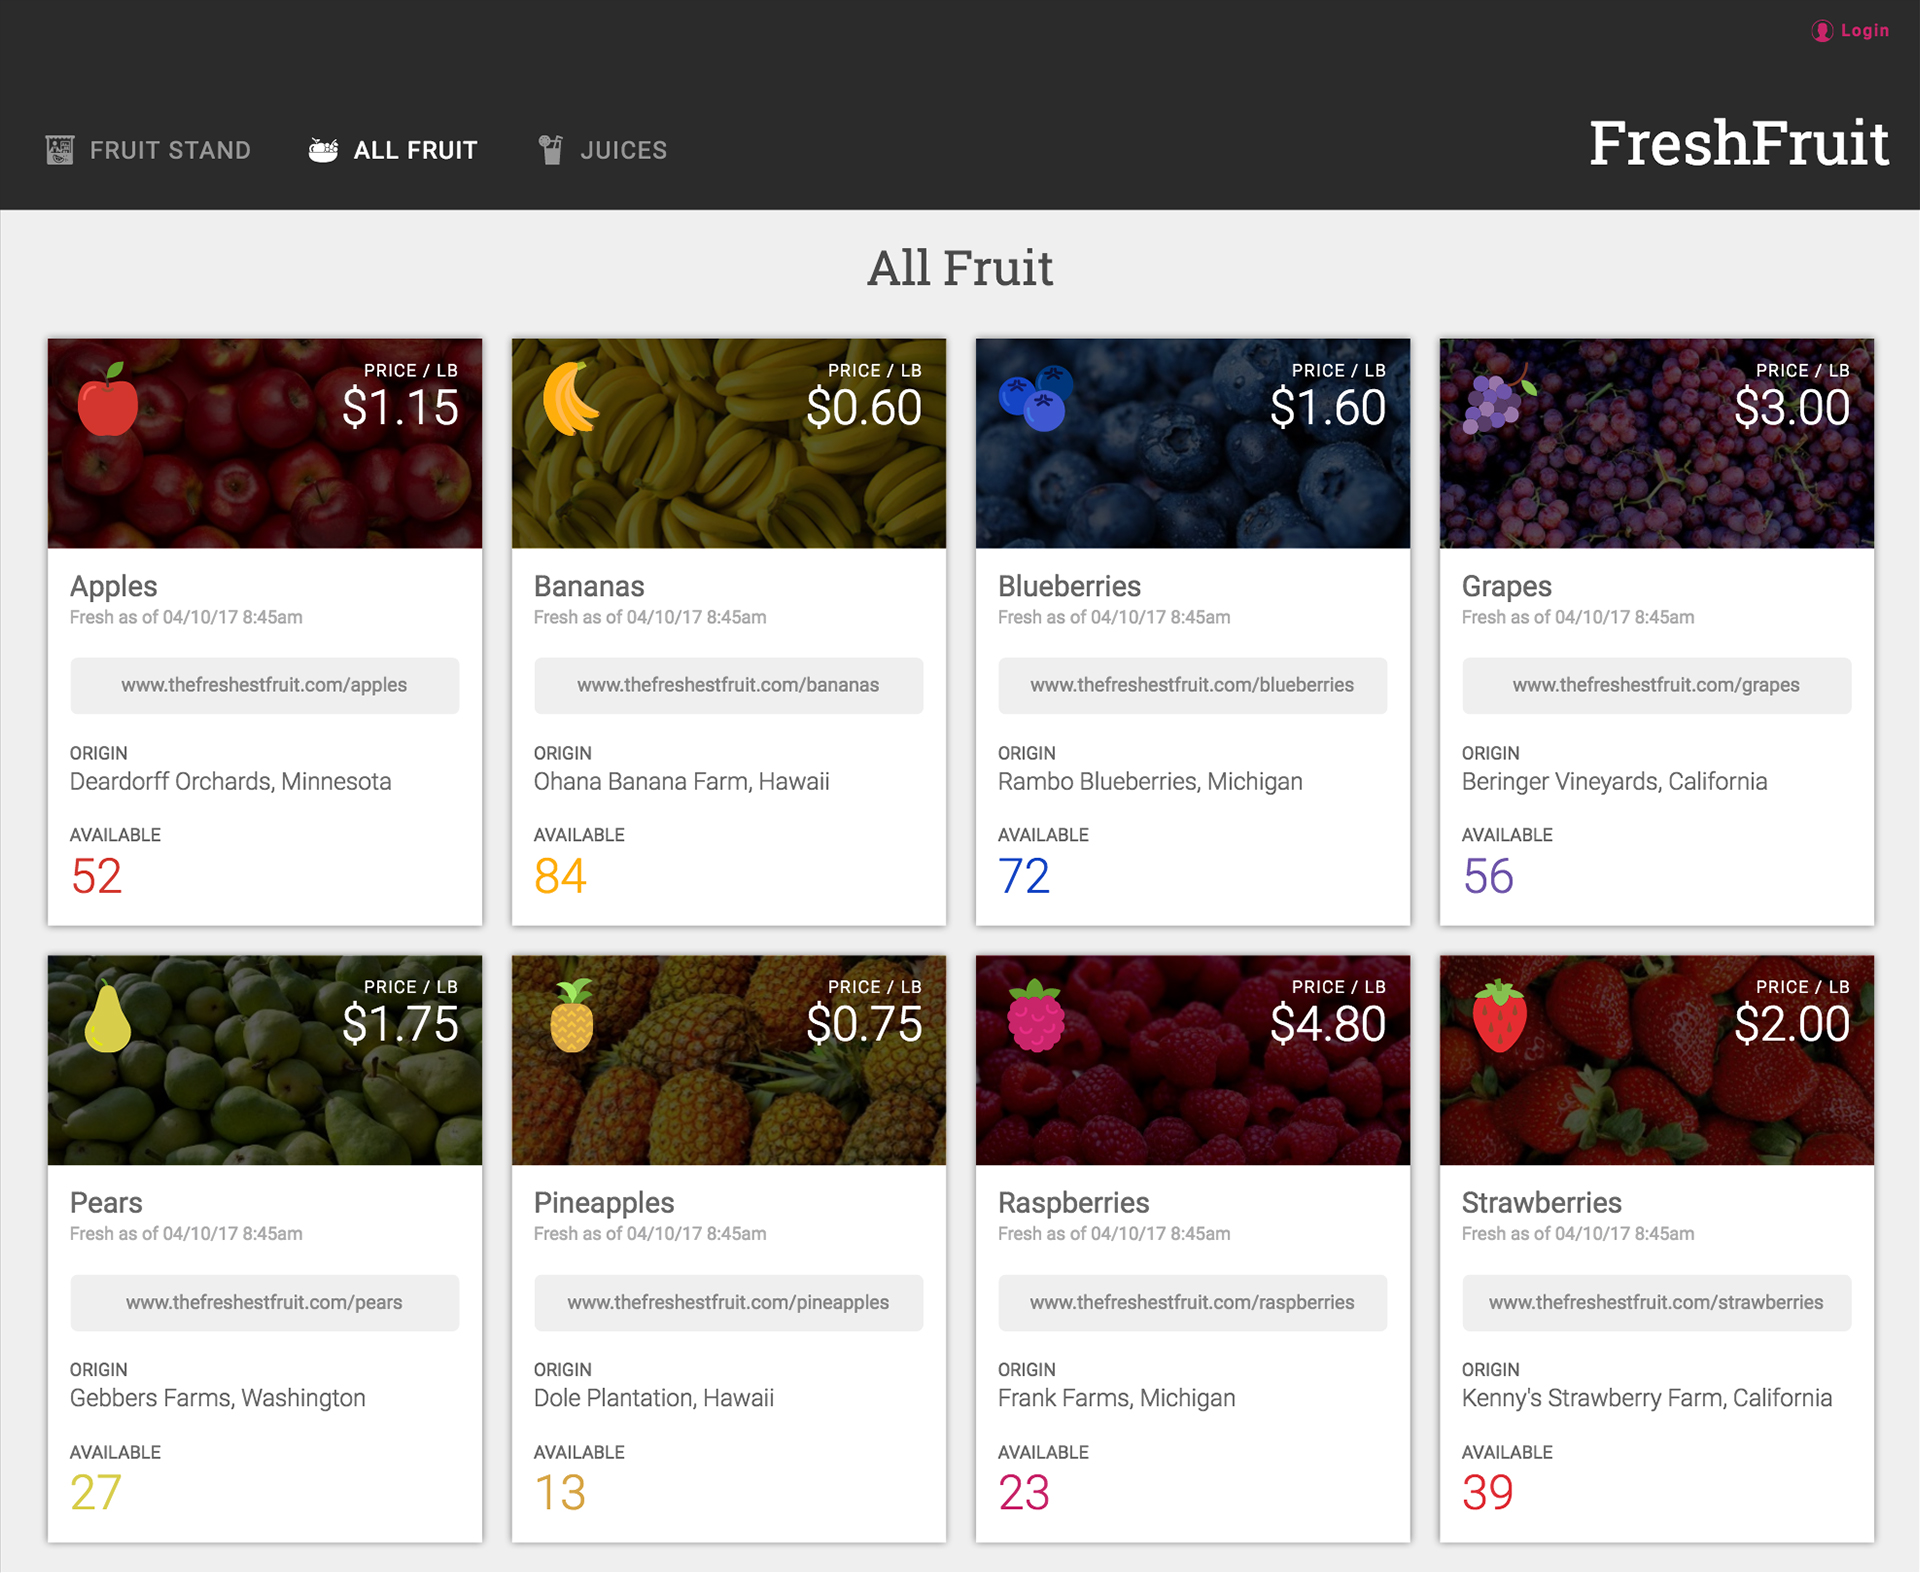 Login
FRUIT STAND
ALL FRUIT
JUICES
FreshFruit
All Fruit
PRICE / LB
$1.15
Apples
Fresh as of 04/10/17 8:45am
www.thefreshestfruit.com/apples
ORIGIN
Deardorff Orchards, Minnesota
AVAILABLE
52
PRICE / LB
$0.60
Bananas
Fresh as of 04/10/17 8:45am
www.thefreshestfruit.com/bananas
ORIGIN
Ohana Banana Farm, Hawaii
AVAILABLE
84
PRICE / LB
$1.60
Blueberries
Fresh as of 04/10/17 8:45am
www.thefreshestfruit.com/blueberries
ORIGIN
Rambo Blueberries, Michigan
AVAILABLE
72
PRICE / LB
$3.00
Grapes
Fresh as of 04/10/17 8:45am
www.thefreshestfruit.com/grapes
ORIGIN
Beringer Vineyards, California
AVAILABLE
56
PRICE / LB
$1.75
Pears
Fresh as of 04/10/17 8:45am
www.thefreshestfruit.com/pears
ORIGIN
Gebbers Farms, Washington
AVAILABLE
27
PRICE / LB
$0.75
Pineapples
Fresh as of 04/10/17 8:45am
www.thefreshestfruit.com/pineapples
ORIGIN
Dole Plantation, Hawaii
AVAILABLE
13
PRICE / LB
$4.80
Raspberries
Fresh as of 04/10/17 8:45am
www.thefreshestfruit.com/raspberries
ORIGIN
Frank Farms, Michigan
AVAILABLE
23
PRICE / LB
$2.00
Strawberries
Fresh as of 04/10/17 8:45am
www.thefreshestfruit.com/strawberries
ORIGIN
Kenny's Strawberry Farm, California
AVAILABLE
39